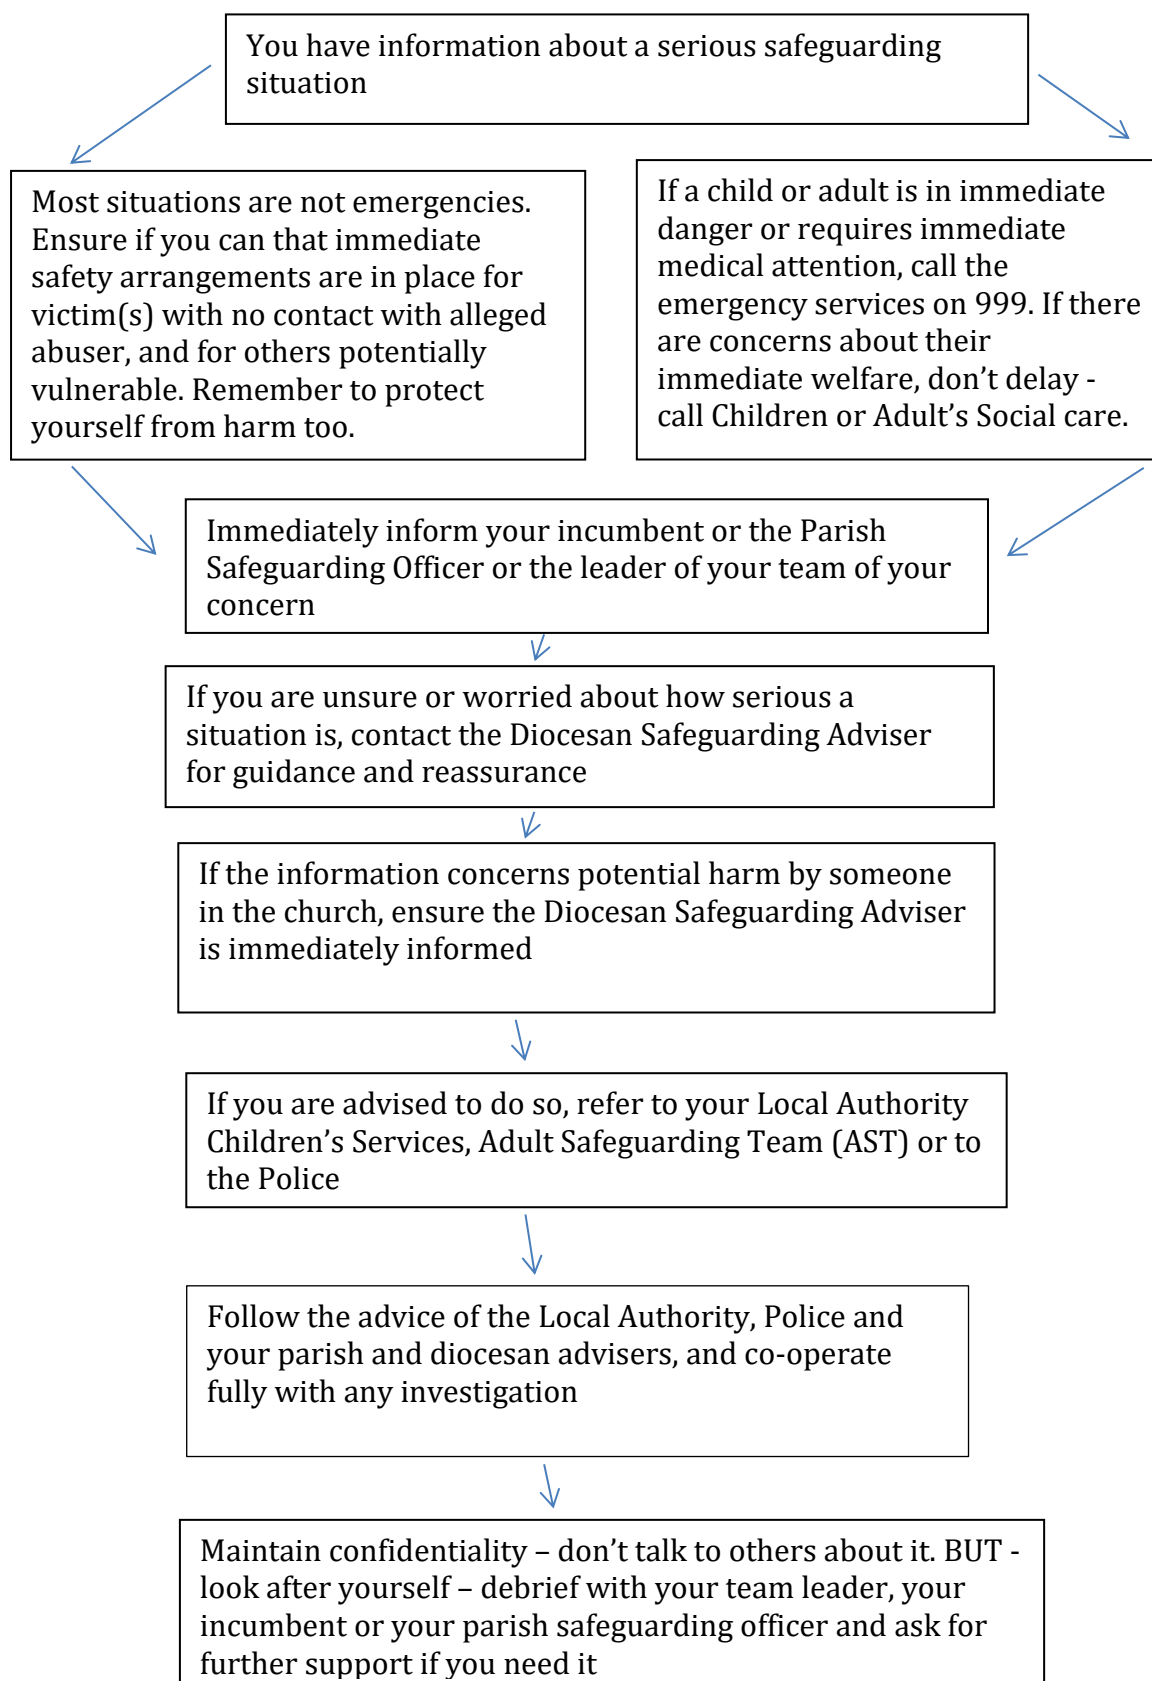 You have information about a serious safeguarding
situation
Most situations are not emergencies.
Ensure if you can that immediate
safety arrangements are in place for
victim(s) with no contact with alleged
abuser, and for others potentially
vulnerable. Remember to protect
yourself from harm too.
If a child or adult is in immediate
danger or requires immediate
medical attention, call the
emergency services on 999. If there
are concerns about their
immediate welfare, don’t delay -
call Children or Adult’s Social care.
Immediately inform your incumbent or the Parish
Safeguarding Officer or the leader of your team of your
concern
If you are unsure or worried about how serious a
situation is, contact the Diocesan Safeguarding Adviser
for guidance and reassurance
If the information concerns potential harm by someone
in the church, ensure the Diocesan Safeguarding Adviser
is immediately informed
If you are advised to do so, refer to your Local Authority
Children’s Services, Adult Safeguarding Team (AST) or to
the Police
Follow the advice of the Local Authority, Police and
your parish and diocesan advisers, and co-operate
fully with any investigation
Maintain confidentiality – don’t talk to others about it. BUT -
look after yourself – debrief with your team leader, your
incumbent or your parish safeguarding officer and ask for
further support if you need it